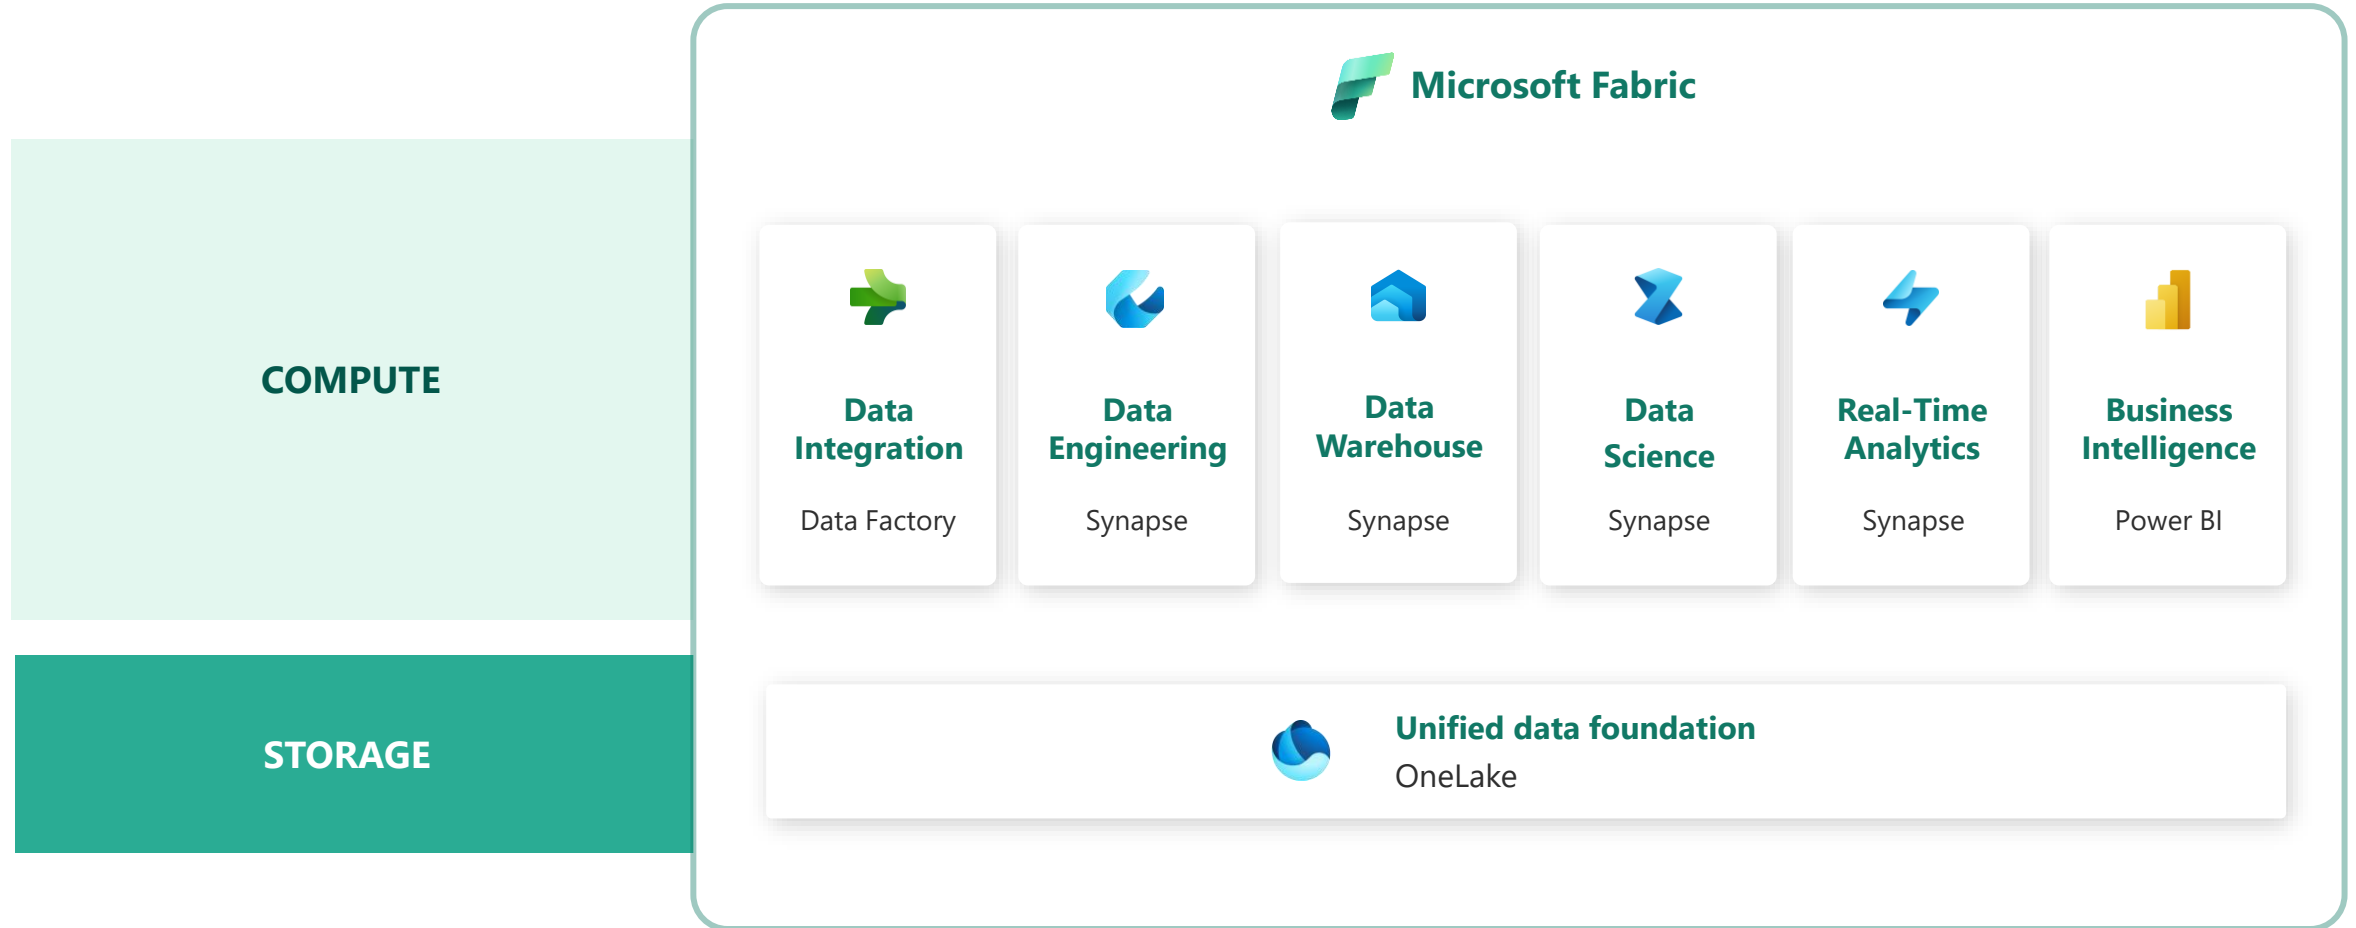 Microsoft Fabric
COMPUTE
Data
Integration
Data Factory
Data
Engineering
Synapse
Data
Warehouse
Synapse
Data
Science
Synapse
Real-Time
Analytics
Synapse
Business
Intelligence
Power BI
STORAGE
Unified data foundation
OneLake